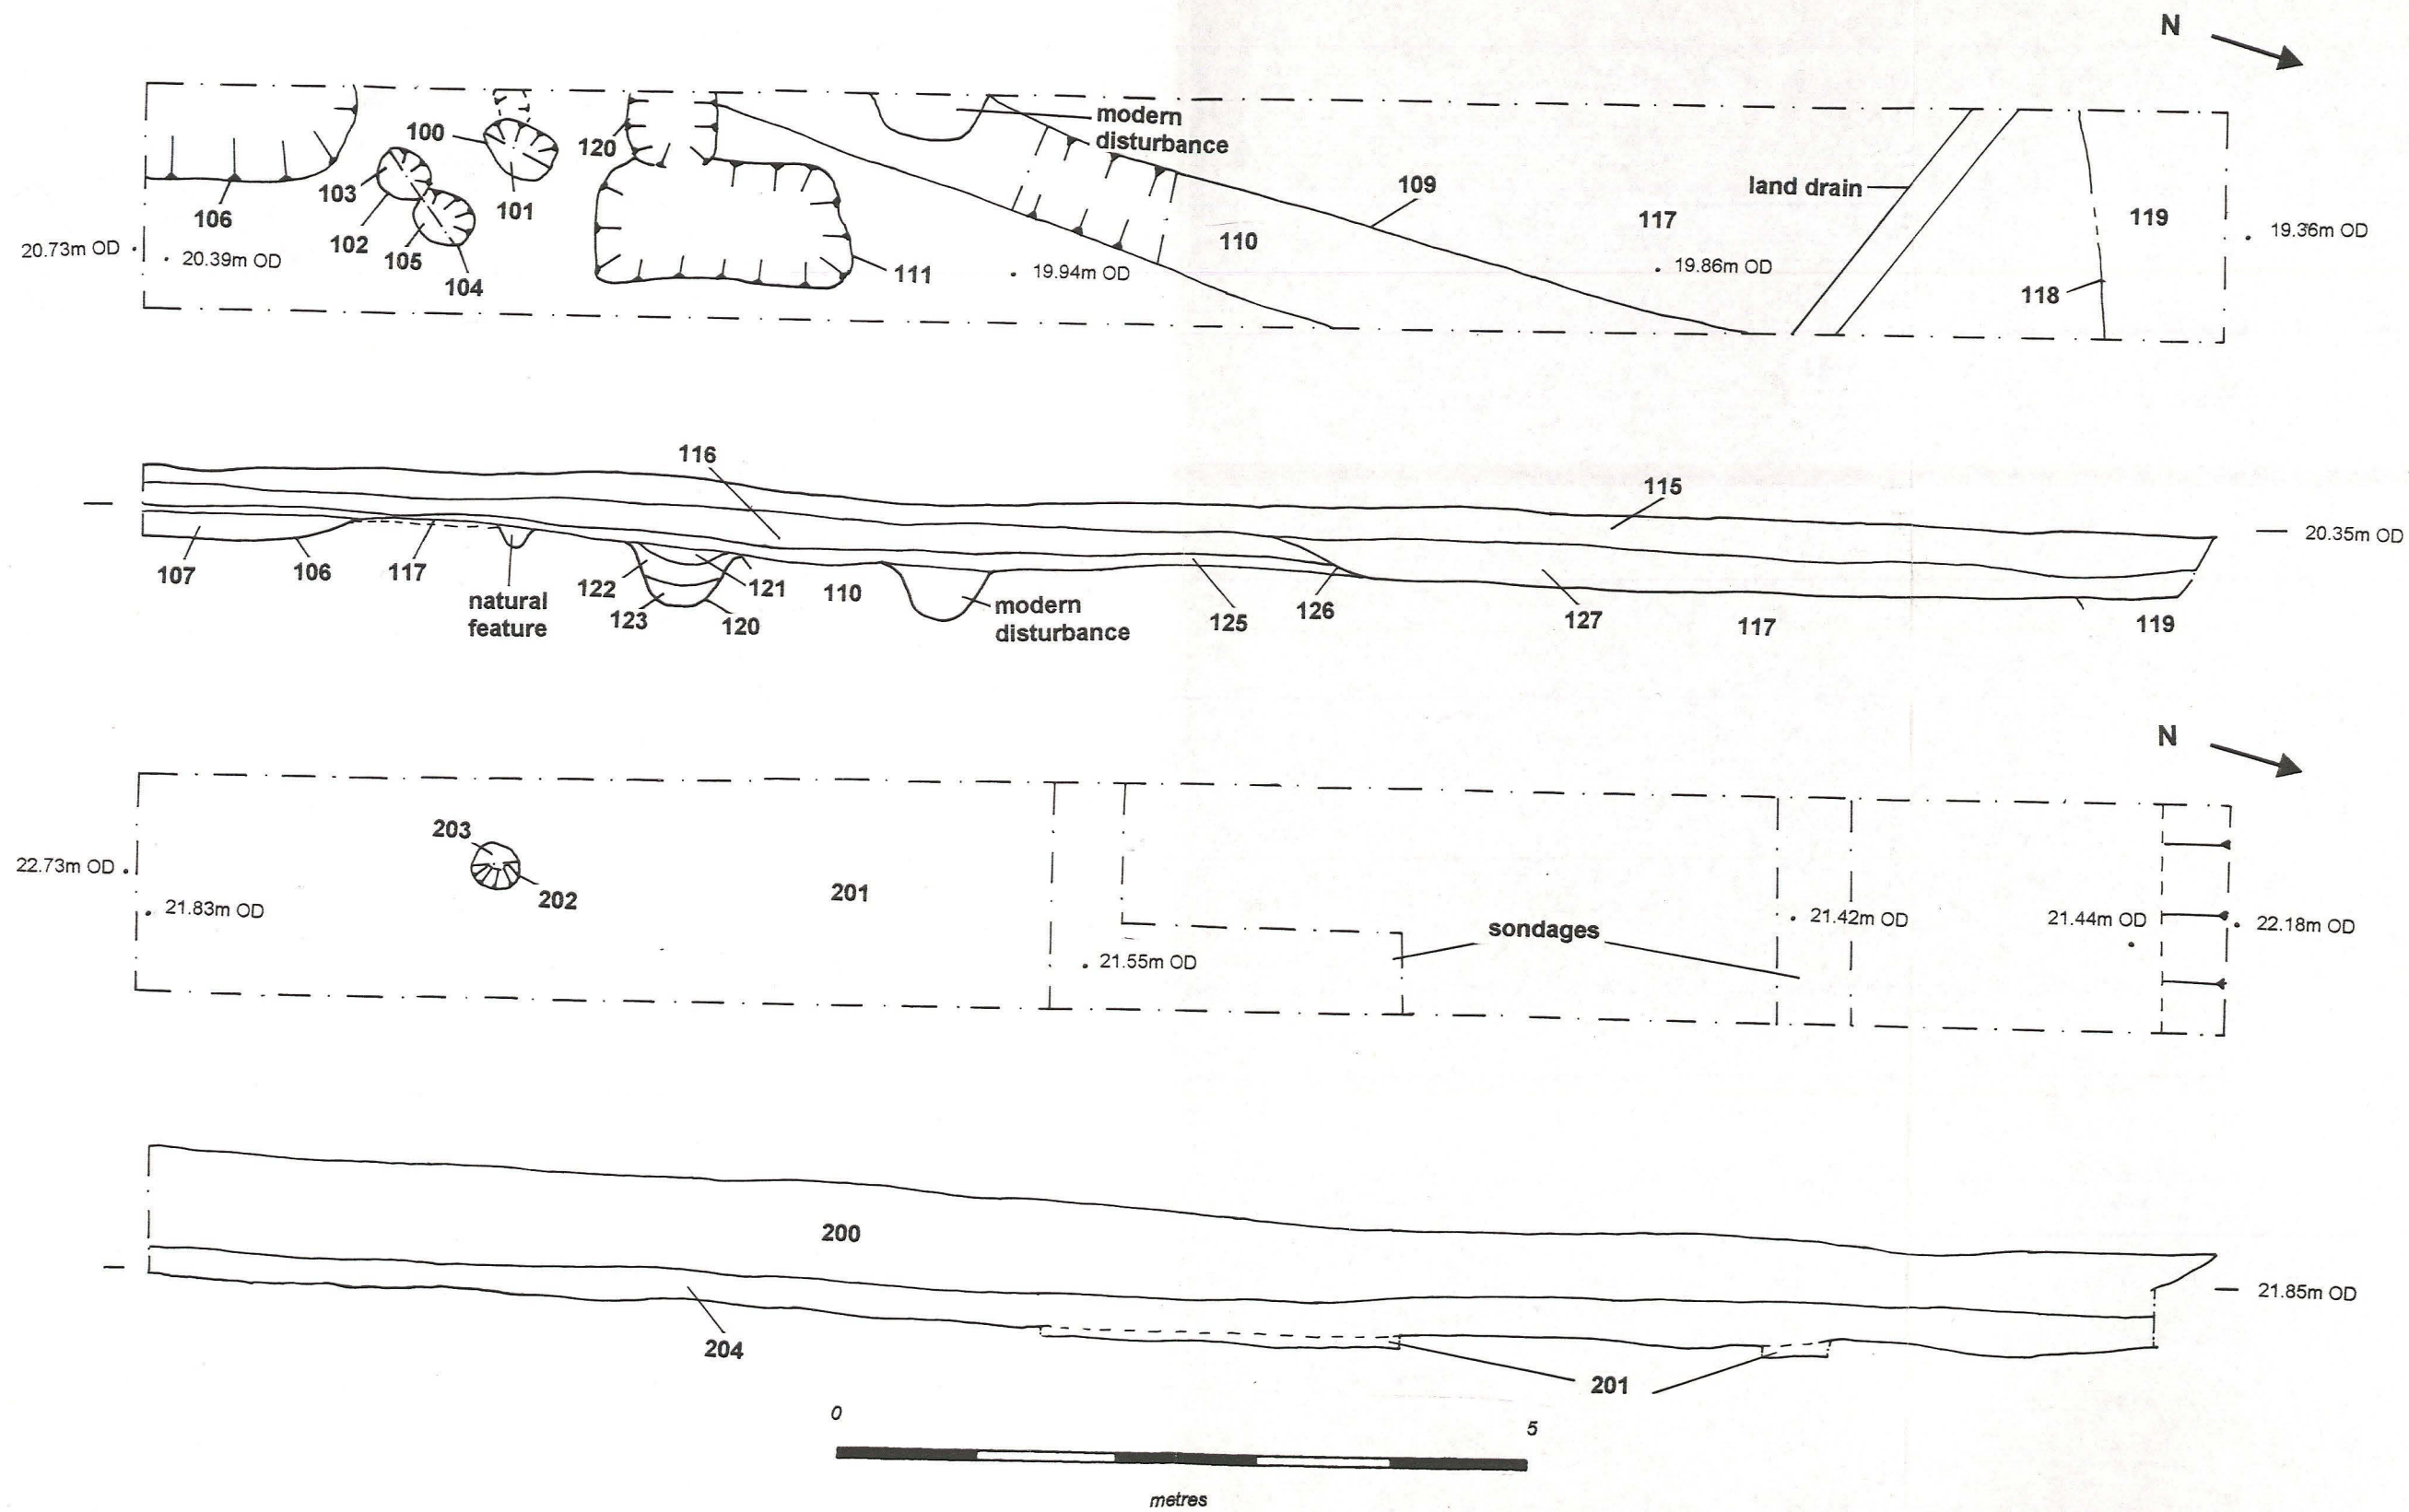 N
modern
disturbance
100
120
103
101
106
102
105
104
109
land drain
117
119
110
20.73m OD
20.39m OD
19.94m OD
111
19.86m OD
118
19.36m OD
116
115
20.35m OD
107
106
117
natural
feature
122
123
121
120
110
modern
disturbance
125
126
127
117
119
N
203
202
201
22.73m OD
21.83m OD
sondages
21.55m OD
21.42m OD
21.44m OD
22.18m OD
200
204
21.85m OD
201
0
5
metres